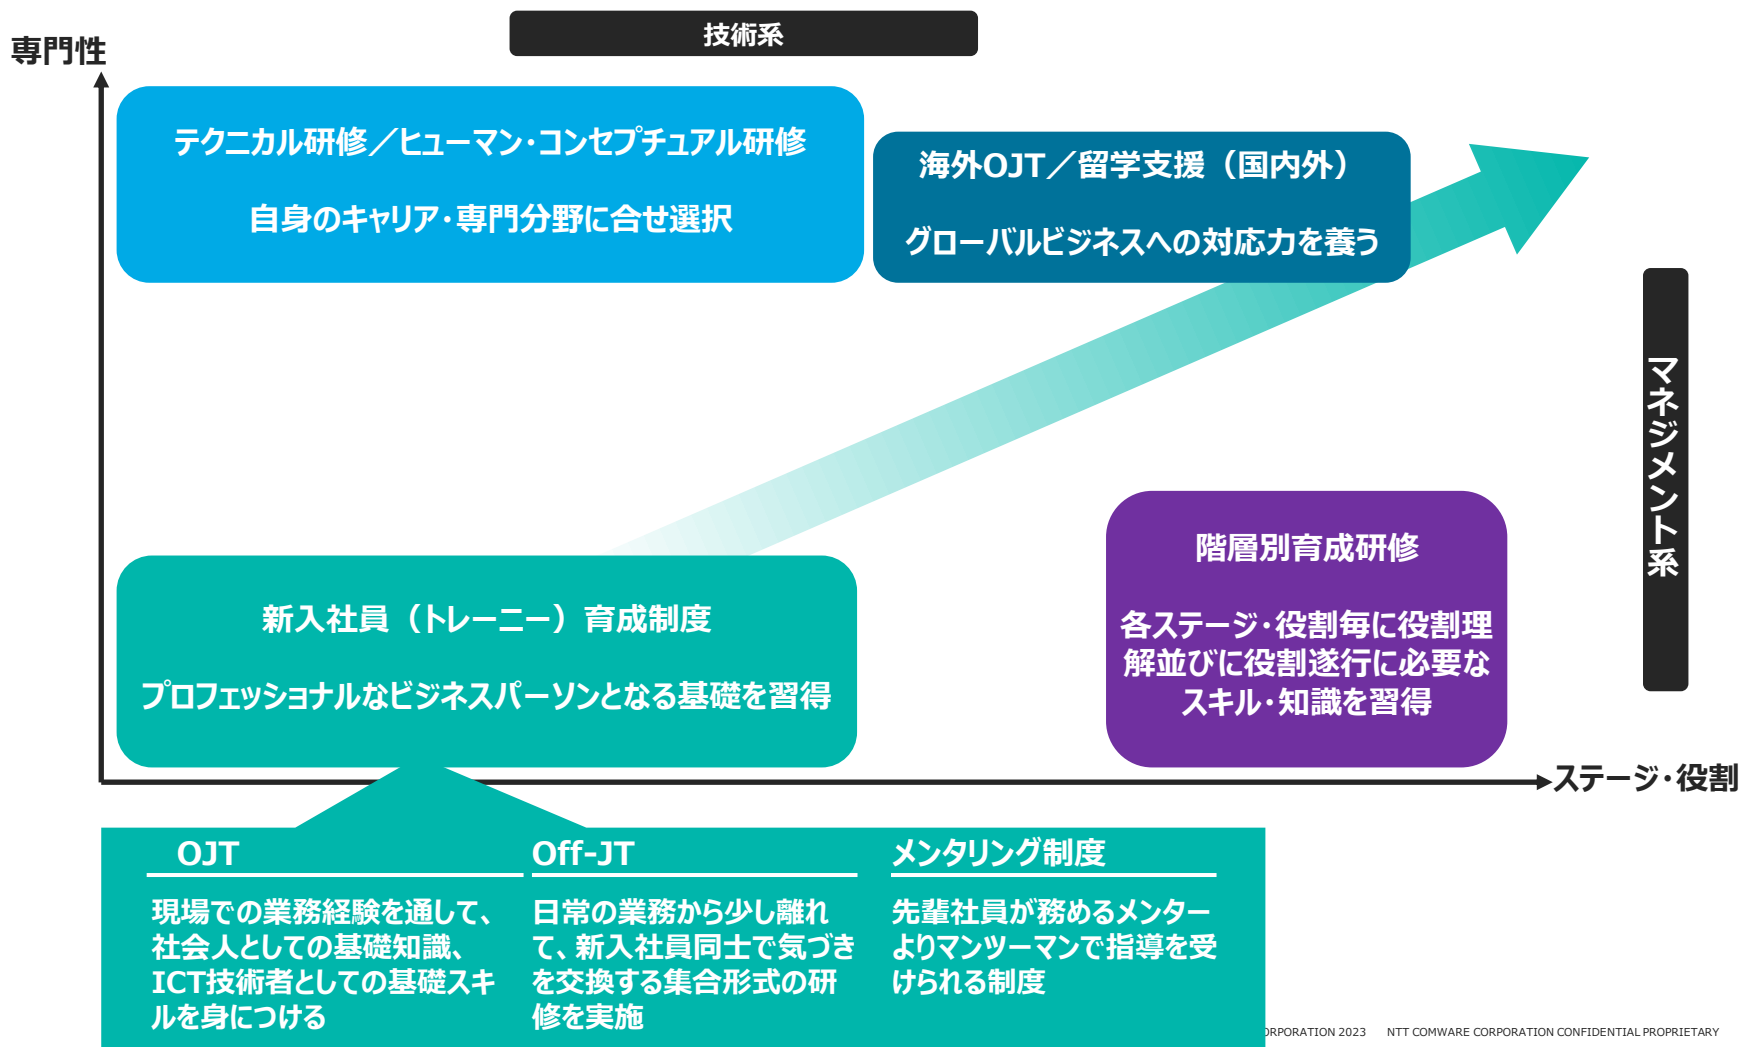 技術系
専門性
テクニカル研修／ヒューマン・コンセプチュアル研修
自身のキャリア・専門分野に合せ選択
海外OJT／留学支援（国内外）
グローバルビジネスへの対応力を養う
マネジメント系
新入社員（トレーニー）育成制度
プロフェッショナルなビジネスパーソンとなる基礎を習得
階層別育成研修
各ステージ・役割毎に役割理
解並びに役割遂行に必要な
スキル・知識を習得
ステージ・役割
OJT
現場での業務経験を通して、
社会人としての基礎知識、
ICT技術者としての基礎スキ
ルを身につける
Off-JT
日常の業務から少し離れ
て、新入社員同士で気づき
を交換する集合形式の研
修を実施
メンタリング制度
先輩社員が務めるメンター
よりマンツーマンで指導を受
けられる制度
ORPORATION 2023 NTT COMWARE CORPORATION CONFIDENTIAL PROPRIETARY